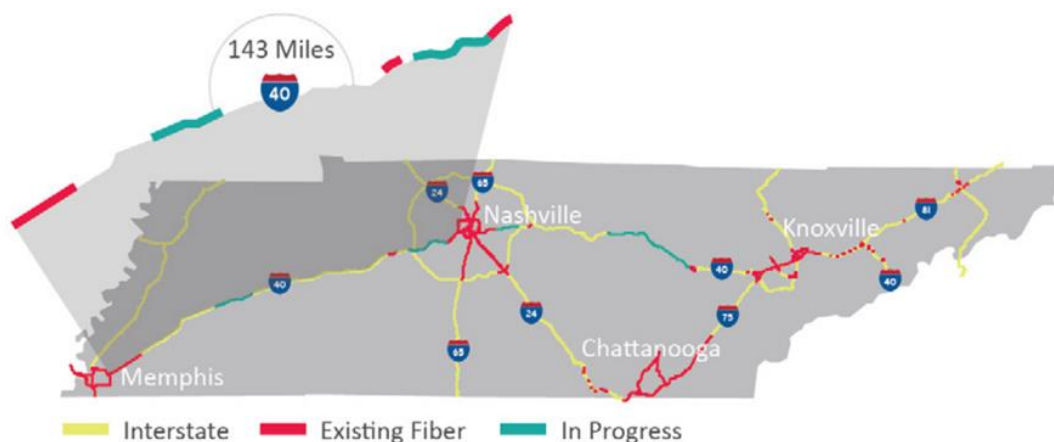 143 Miles
40
24
65
Nashville
81
Knoxville
40
40
40
75
24
65
Chattanooga
Memphis
Interstate
Existing Fiber
In Progress